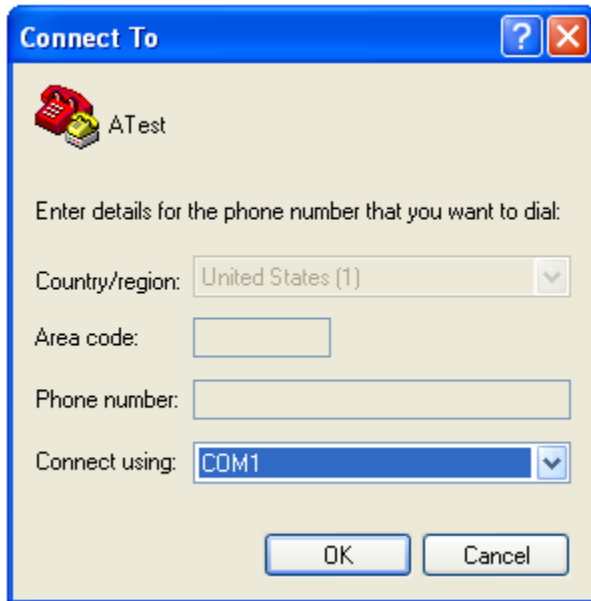 Connect To
?
ATest
Enter details for the phone number that you want to dial:
Country/region: United States (1)
Area code:
Phone number:
Connect using: COM1
OK Cancel